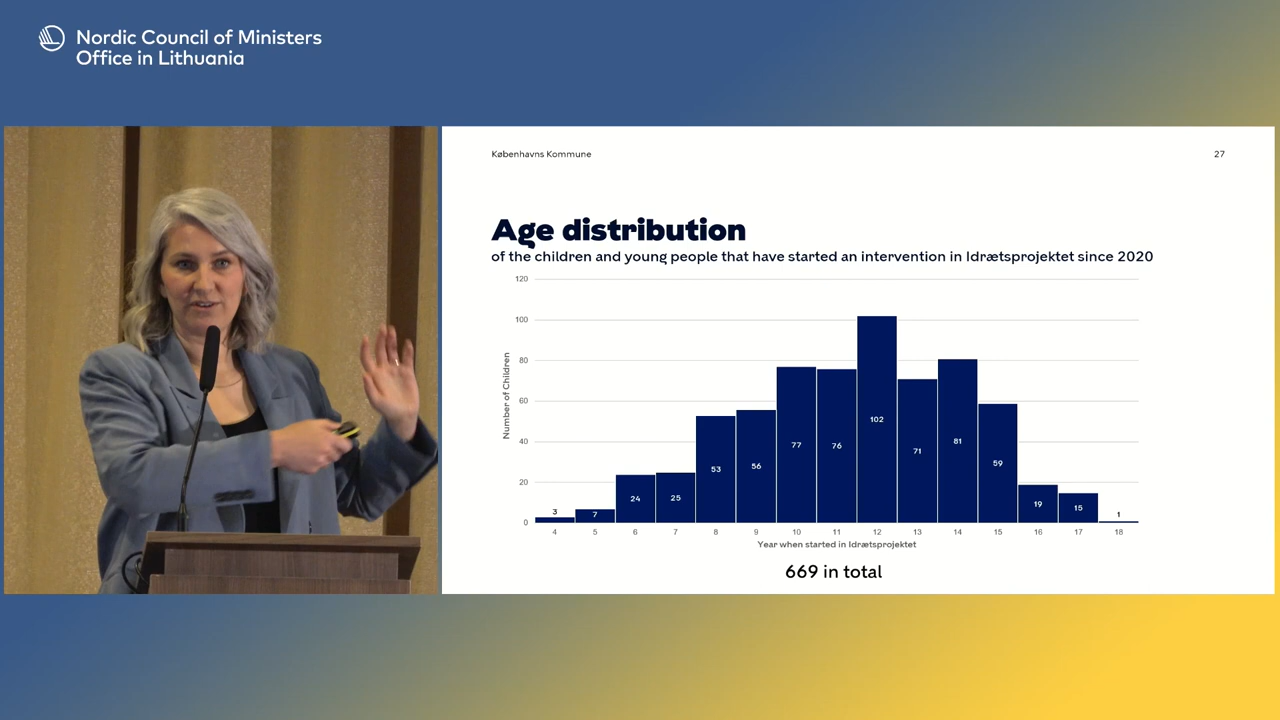 Nordic Council of Ministers
Office in Lithuania
Københavns Kommune
27
Age distribution
of the children and young people that have started an intervention in Idrætsprojektet since 2020
120
100
80
60
40
20
0
Number of Children
3
7
24
25
53
56
77
76
102
71
81
59
19
15
1
4 5 6 7 8 9 10 11 12 13 14 15 16 17 18
Year when started in Idrætsprojektet
669 in total